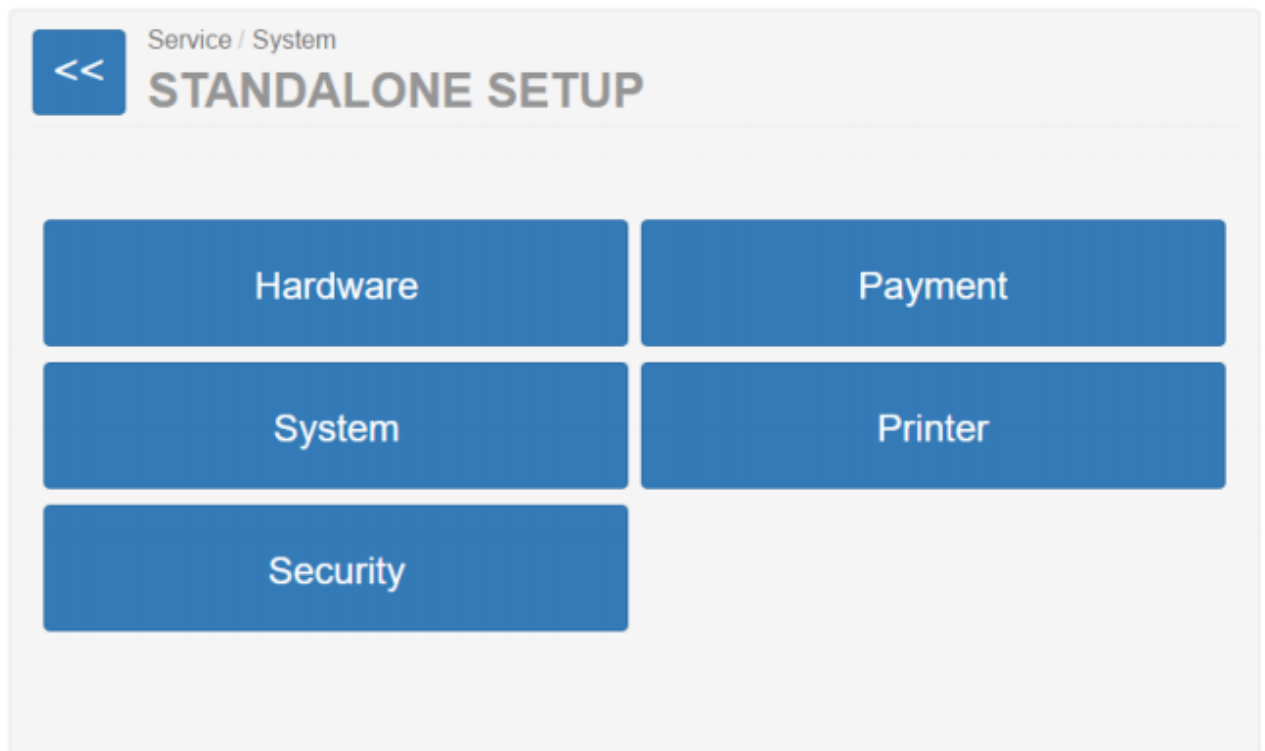 <<
Service / System
STANDALONE SETUP
Hardware
Payment
System
Printer
Security